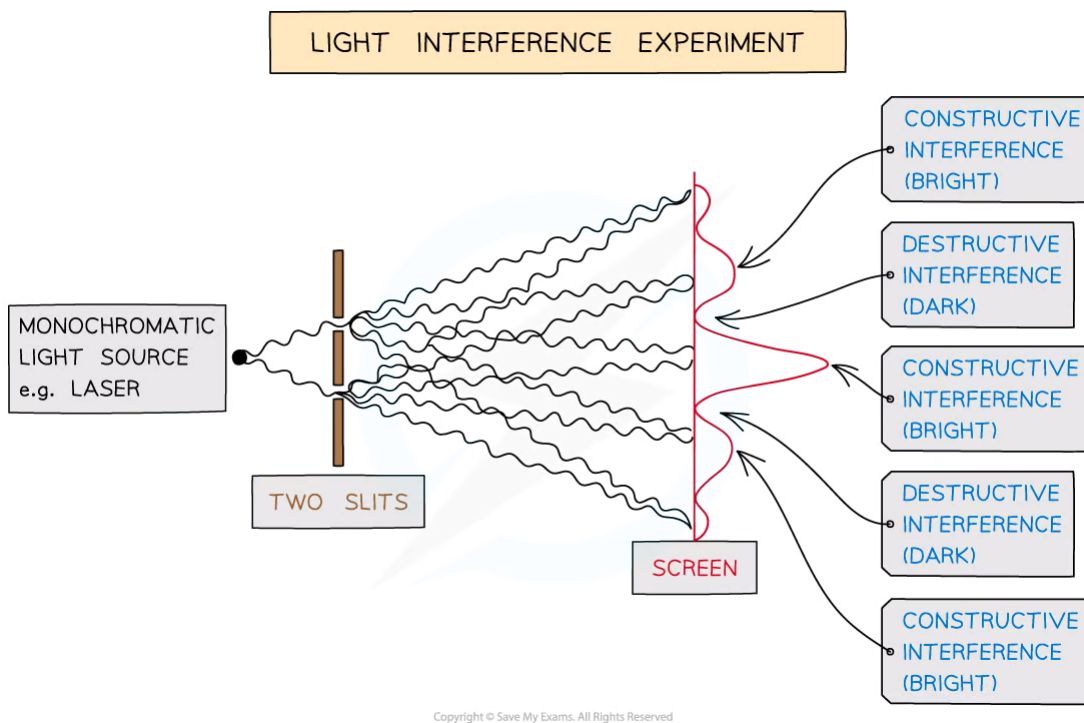 LIGHT INTERFERENCE EXPERIMENT
MONOCHROMATIC
LIGHT SOURCE
e.g. LASER
TWO SLITS
SCREEN
CONSTRUCTIVE
INTERFERENCE
(BRIGHT)
DESTRUCTIVE
INTERFERENCE
(DARK)
CONSTRUCTIVE
INTERFERENCE
(BRIGHT)
DESTRUCTIVE
INTERFERENCE
(DARK)
CONSTRUCTIVE
INTERFERENCE
(BRIGHT)
Copyright © Save My Exams. All Rights Reserved